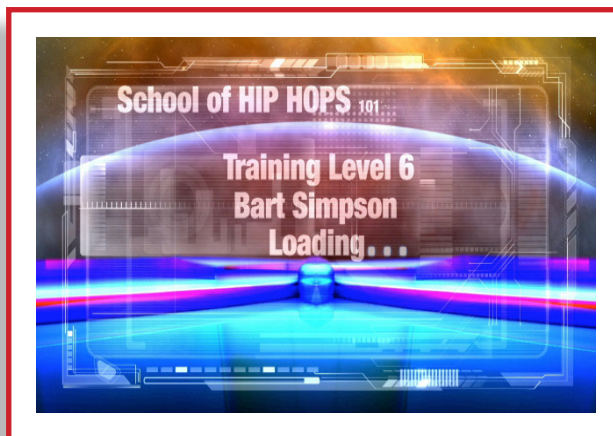 School of HIP HOPS 101
Training Level 6
Bart Simpson
Loading...